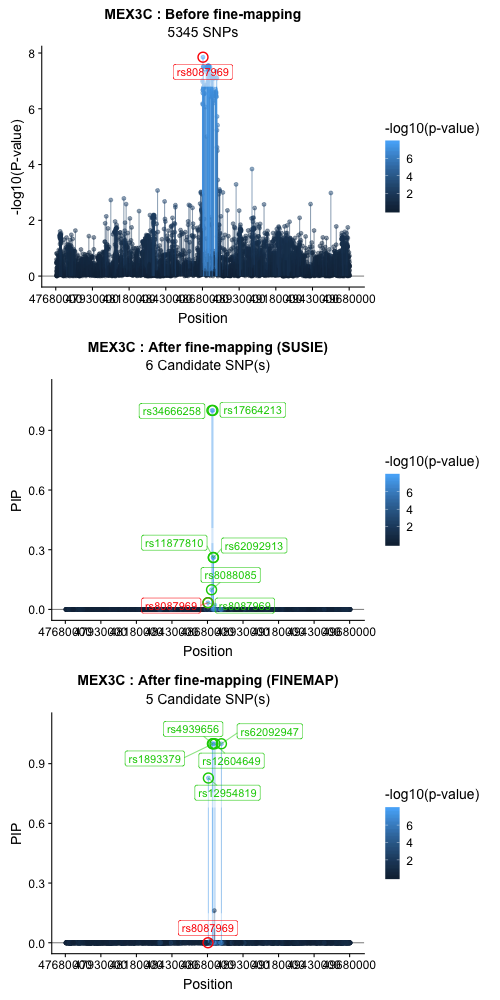 MEX3C : Before fine-mapping
5345 SNPs
8
6
4
2
0
-log10(P-value)
rs8087969
-log10(p-value)
6
4
2
Position
MEX3C : After fine-mapping (SUSIE)
6 Candidate SNP(s)
0.9
0.6
0.3
0.0
PIP
rs34666258
rs17664213
rs11877810
rs62092913
rs8088085
rs8087969
rs8087969
-log10(p-value)
6
4
2
Position
MEX3C : After fine-mapping (FINEMAP)
5 Candidate SNP(s)
0.9
0.6
0.3
0.0
PIP
rs4939656
rs62092947
rs1893379
rs12604649
rs12954819
rs8087969
-log10(p-value)
6
4
2
Position